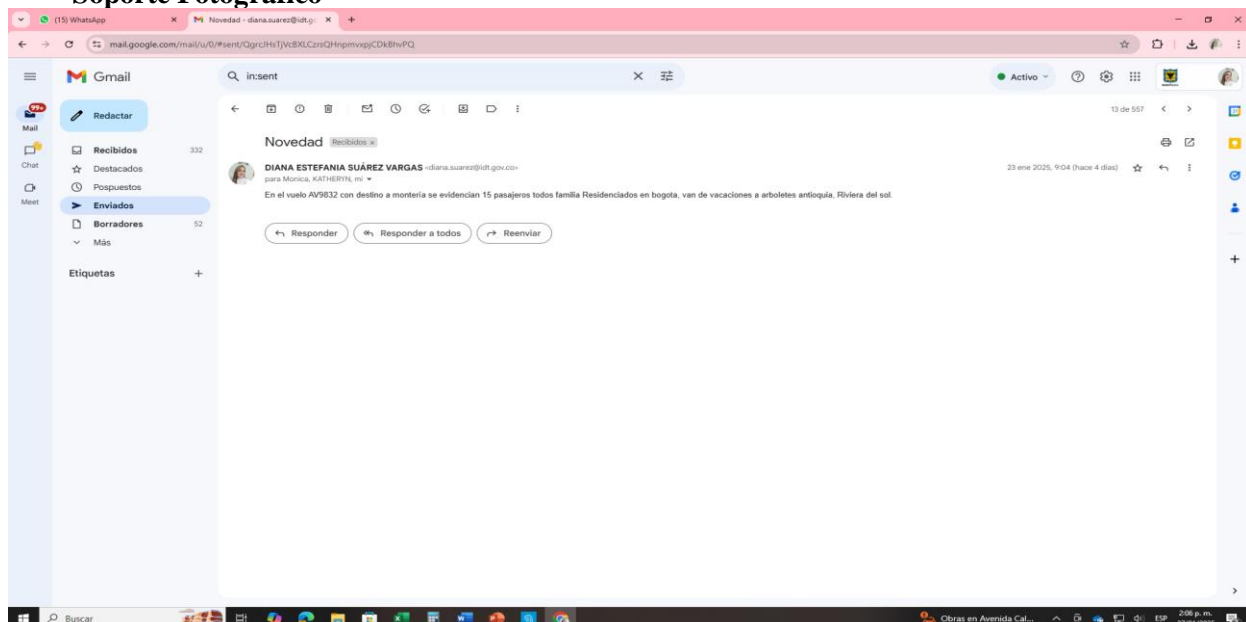 Soporte Fotográfico
(15) WhatsApp
Novedad - diana.suarez@idt.g
mail.google.com/mail/u/0/#sent/QgrcJHsTjVcBXLCzrsQHnpmvxpjCDkBhvPQ
Gmail
in:sent
Activo
99+
Mail
Redactar
13 de 557
Novedad Recibidos x
Recibidos 332
Chat
Destacados
DIANA ESTEFANIA SUÁREZ VARGAS <diana.suarez@idt.gov.co>
23 ene 2025, 9:04 (hace 4 días)
para Monica, KATHERYN, mi
Pospuestos
En el vuelo AV9832 con destino a monteria se evidencian 15 pasajeros todos familia Residenciados en bogota, van de vacaciones a arboletes antioquia, Riviera del sol.
Meet
Enviados
Borradores 52
Responder
Responder a todos
Reenviar
Más
Etiquetas
Buscar
Obras en Avenida Cal...
ESP
2:06 p. m.